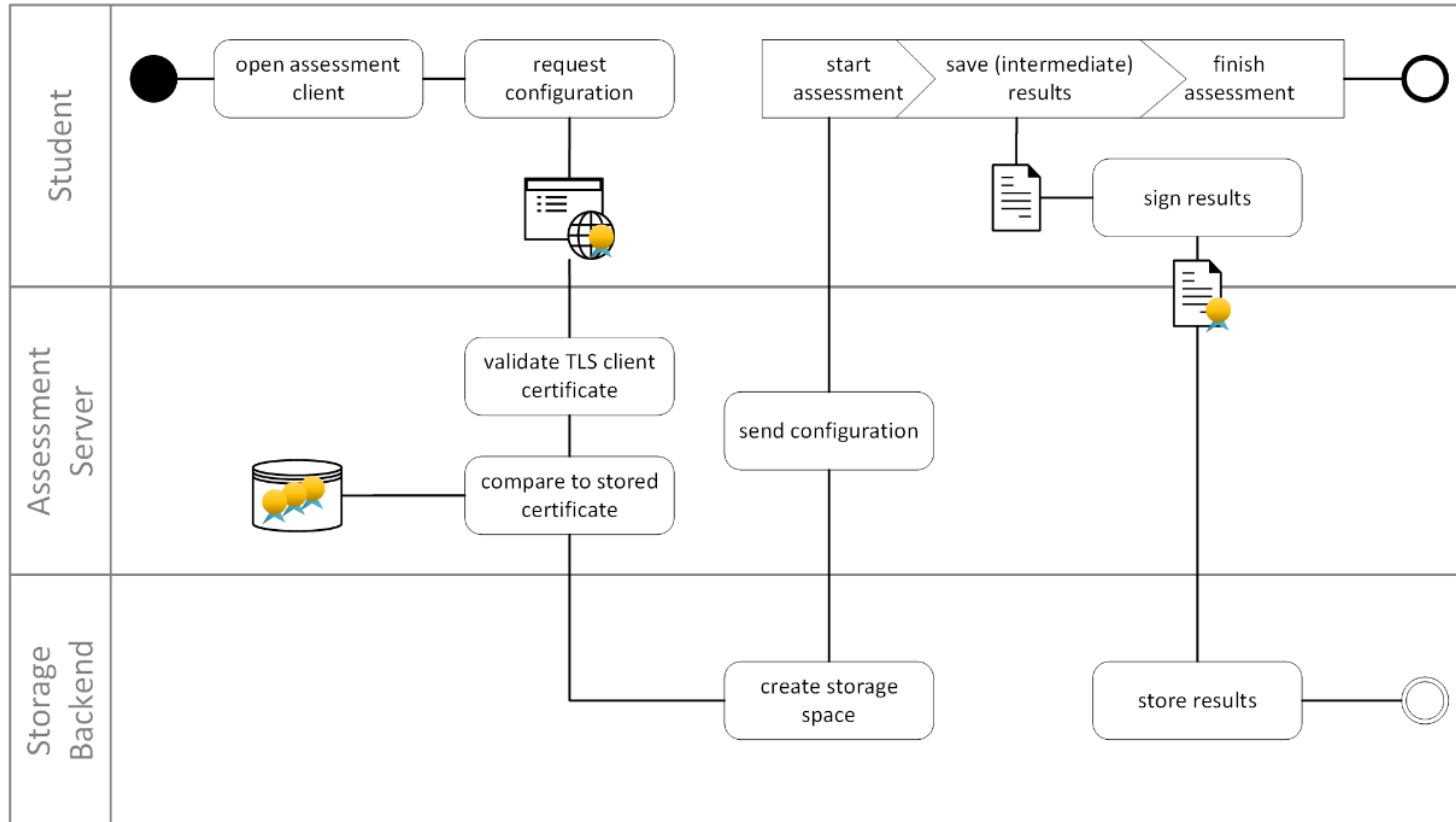 Student
open assessment
client
request
configuration
start
assessment
save (intermediate)
results
finish
assessment
sign results
Assessment
Server
validate TLS client
certificate
send configuration
compare to stored
certificate
Storage
Backend
create storage
space
store results